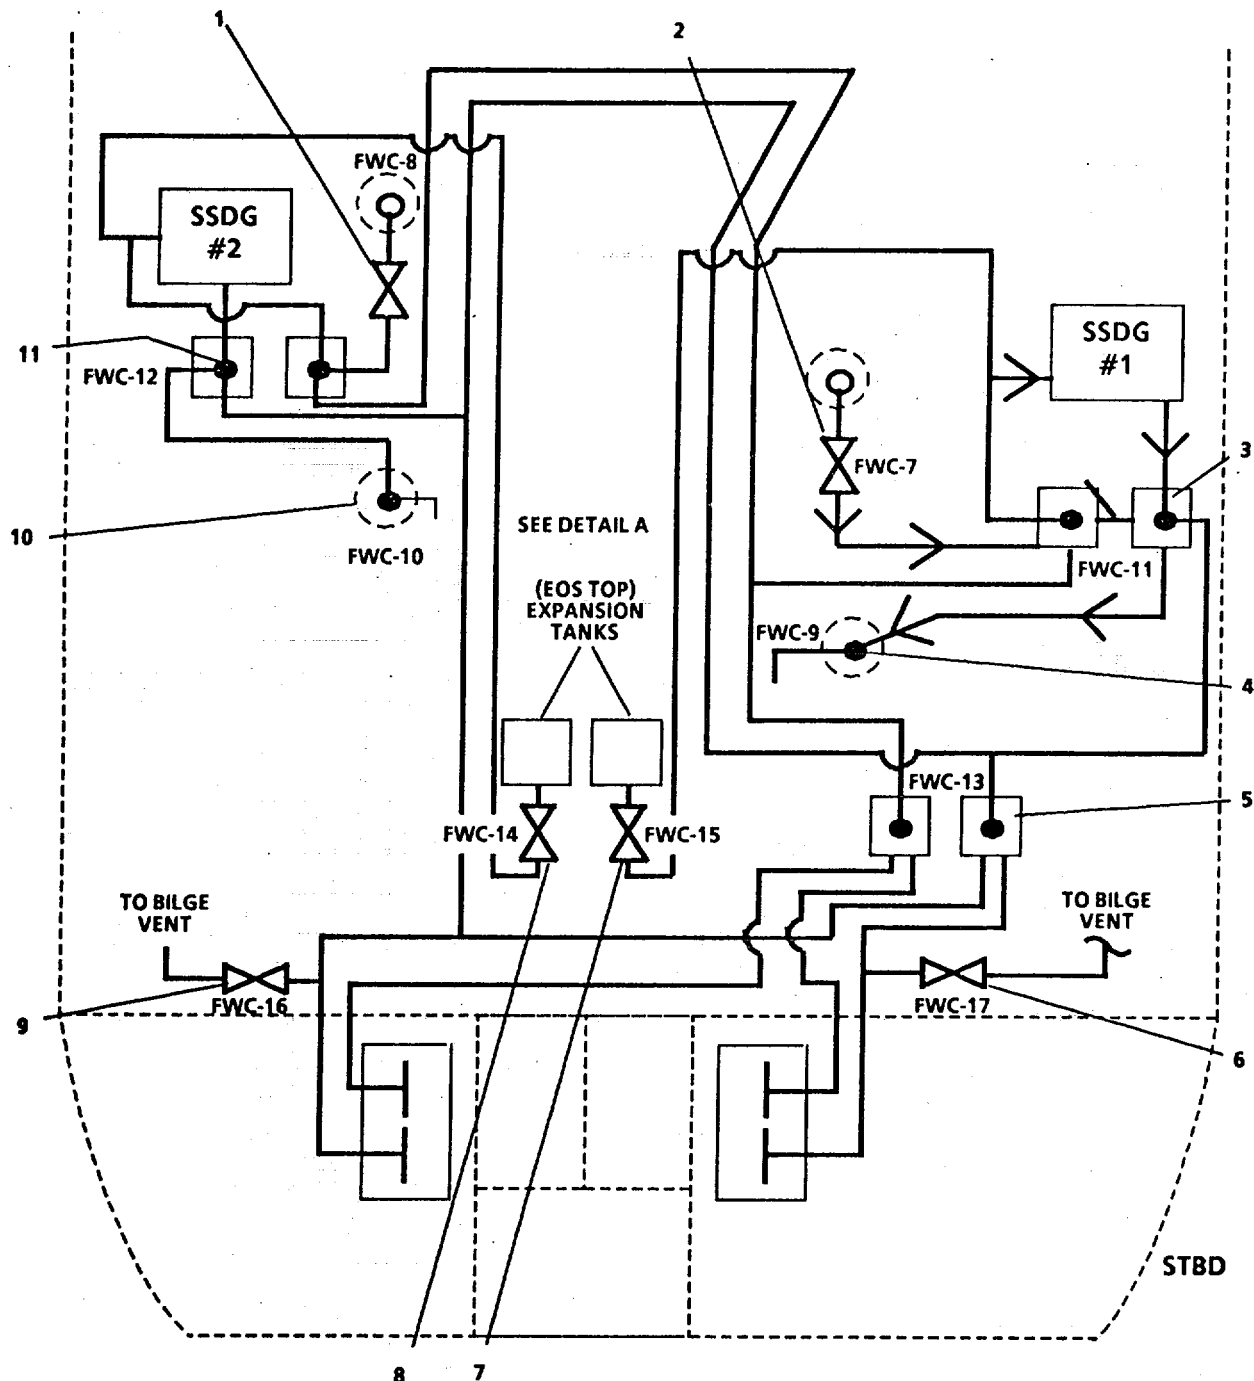 1
2
FWC-8
SSDG
#2
SSDG
#1
11
FWC-12
3
FWC-7
10
SEE DETAIL A
FWC-10
FWC-11
(EOS TOP)
EXPANSION
TANKS
FWC-9
4
FWC-13
5
FWC-14
FWC-15
TO BILGE
VENT
TO BILGE
VENT
FWC-16
FWC-17
9
6
STBD
8
7